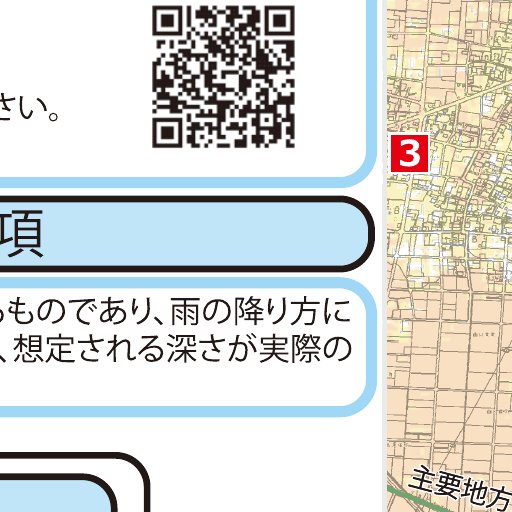 さい。
項
るものであり、雨の降り方に
、想定される深さが実際の
3
主要地方